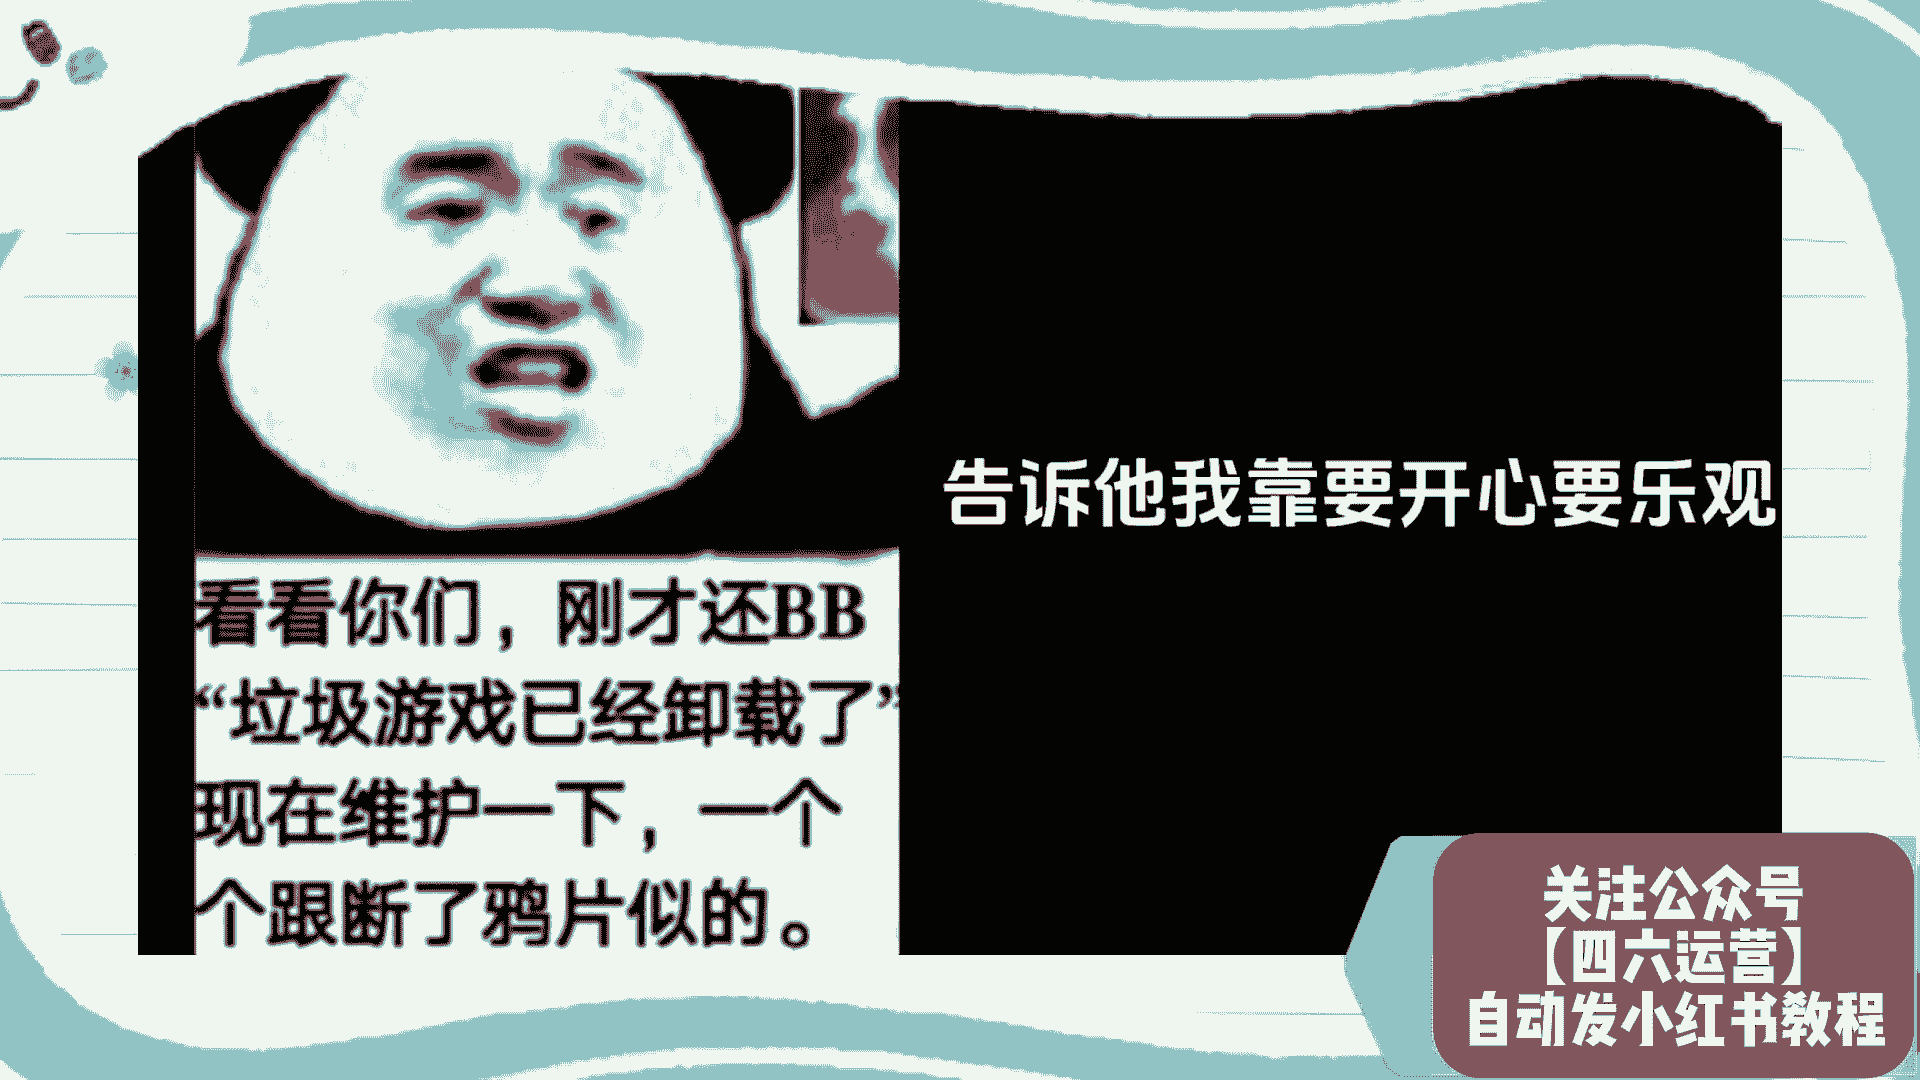 看看你们，刚才还BB
“垃圾游戏已经卸载了”
现在维护一下，一个
个跟断了鸦片似的。
告诉他我靠要开心要乐观
关注公众号
【四六运营】
自动发小红书教程